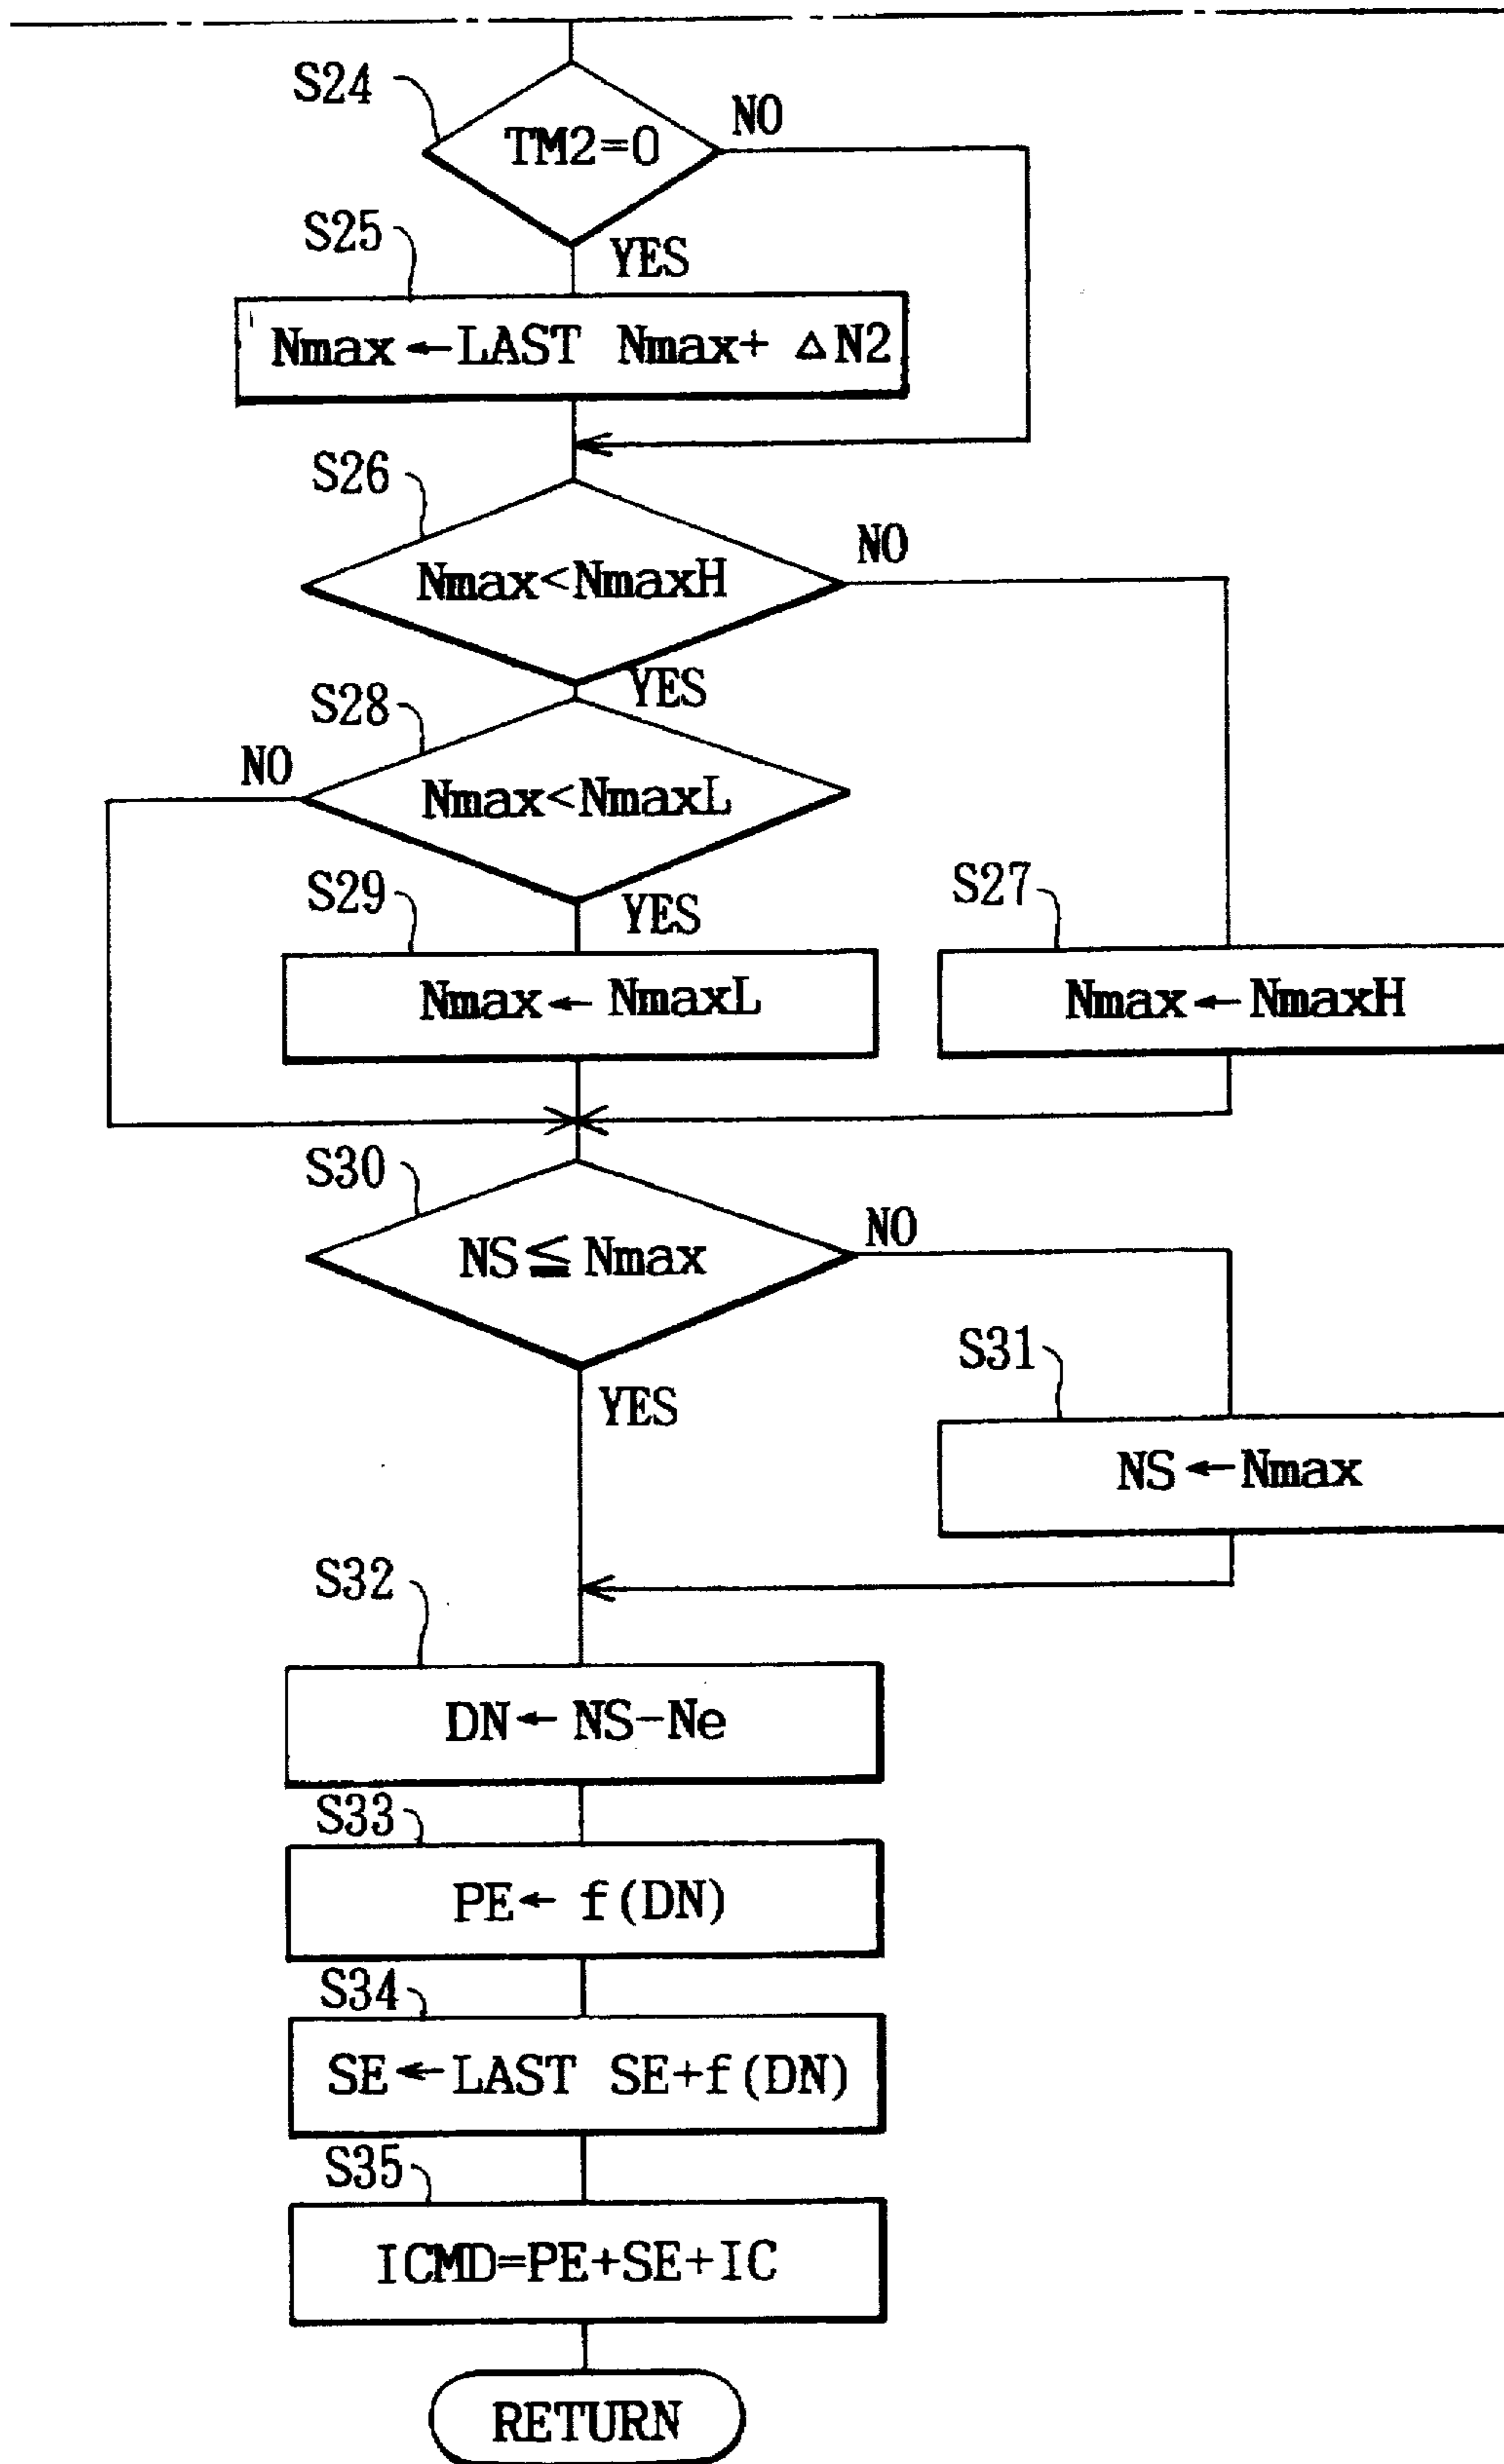 S24
TM2=0
NO
S25
YES
Nmax←LAST Nmax+ △N2
S26
Nmax<NmaxH
NO
YES
S28
NO
Nmax<NmaxL
S29
YES
S27
Nmax← NmaxL
Nmax←NmaxH
S30
NS≦Nmax
NO
YES
S31
NS←Nmax
S32
DN← NS-Ne
S33
PE← f(DN)
S34
SE←LAST SE+f(DN)
S35
ICMD=PE+SE+IC
RETURN